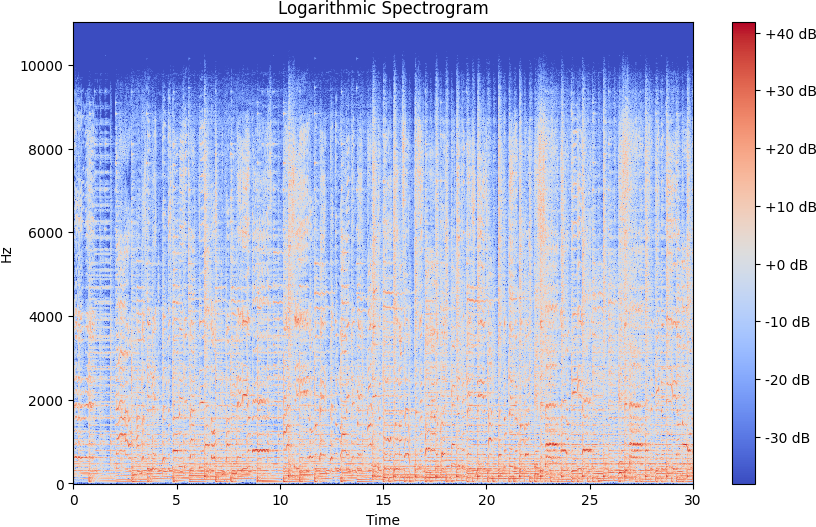 Logarithmic Spectrogram
Hz
10000
8000
6000
4000
2000
0
0 5 10 15 20 25 30
Time
+40 dB
+30 dB
+20 dB
+10 dB
+0 dB
-10 dB
-20 dB
-30 dB